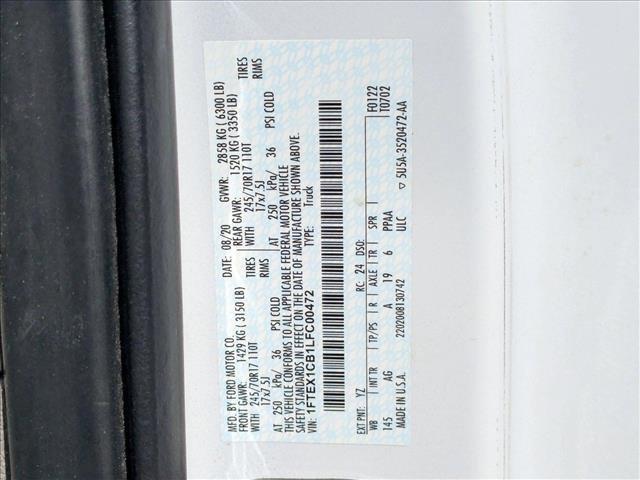 MFD. BY FORD MOTOR CO.
DATE: 08/20 GVWR: 2858 KG ( 6300 LB)
FRONT GAWR: 1429 KG ( 3150 LB) REAR GAWR: 1520 KG ( 3350 LB)
WITH 245/70R17 110T TIRES WITH 245/70R17 110T TIRES
17x7.5J RIMS 17x7.5J RIMS
AT 250 kPa/ 36 PSI COLD AT 250 kPa/ 36 PSI COLD
THIS VEHICLE CONFORMS TO ALL APPLICABLE FEDERAL MOTOR VEHICLE
SAFETY STANDARDS IN EFFECT ON THE DATE OF MANUFACTURE SHOWN ABOVE.
VIN: 1FTEX1CB1LFC00472 TYPE: Truck
F0122
T0702
EXT PNT: YZ RC: 24 DSO:
WB INT TR TP/PS R AXLE TR SPR
145 AG A 19 6 PPAA
MADE IN U.S.A. 2202008130742 ULC ▽ 5U5A-3520472-AA